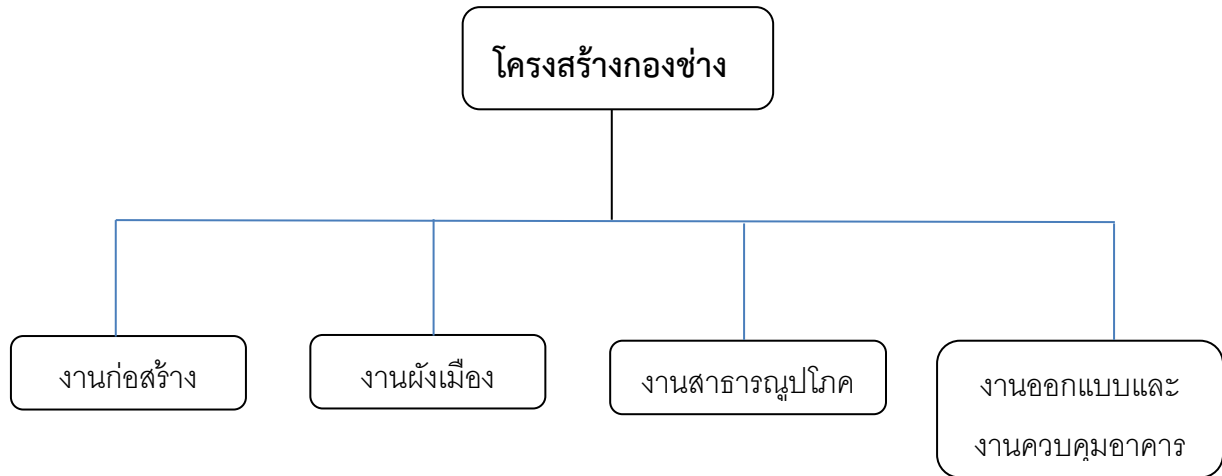 โครงสร้างกองช่าง
งานก่อสร้าง
งานผังเมือง
งานสาธารณูปโภค
งานออกแบบและ
งานควบคุมอาคาร